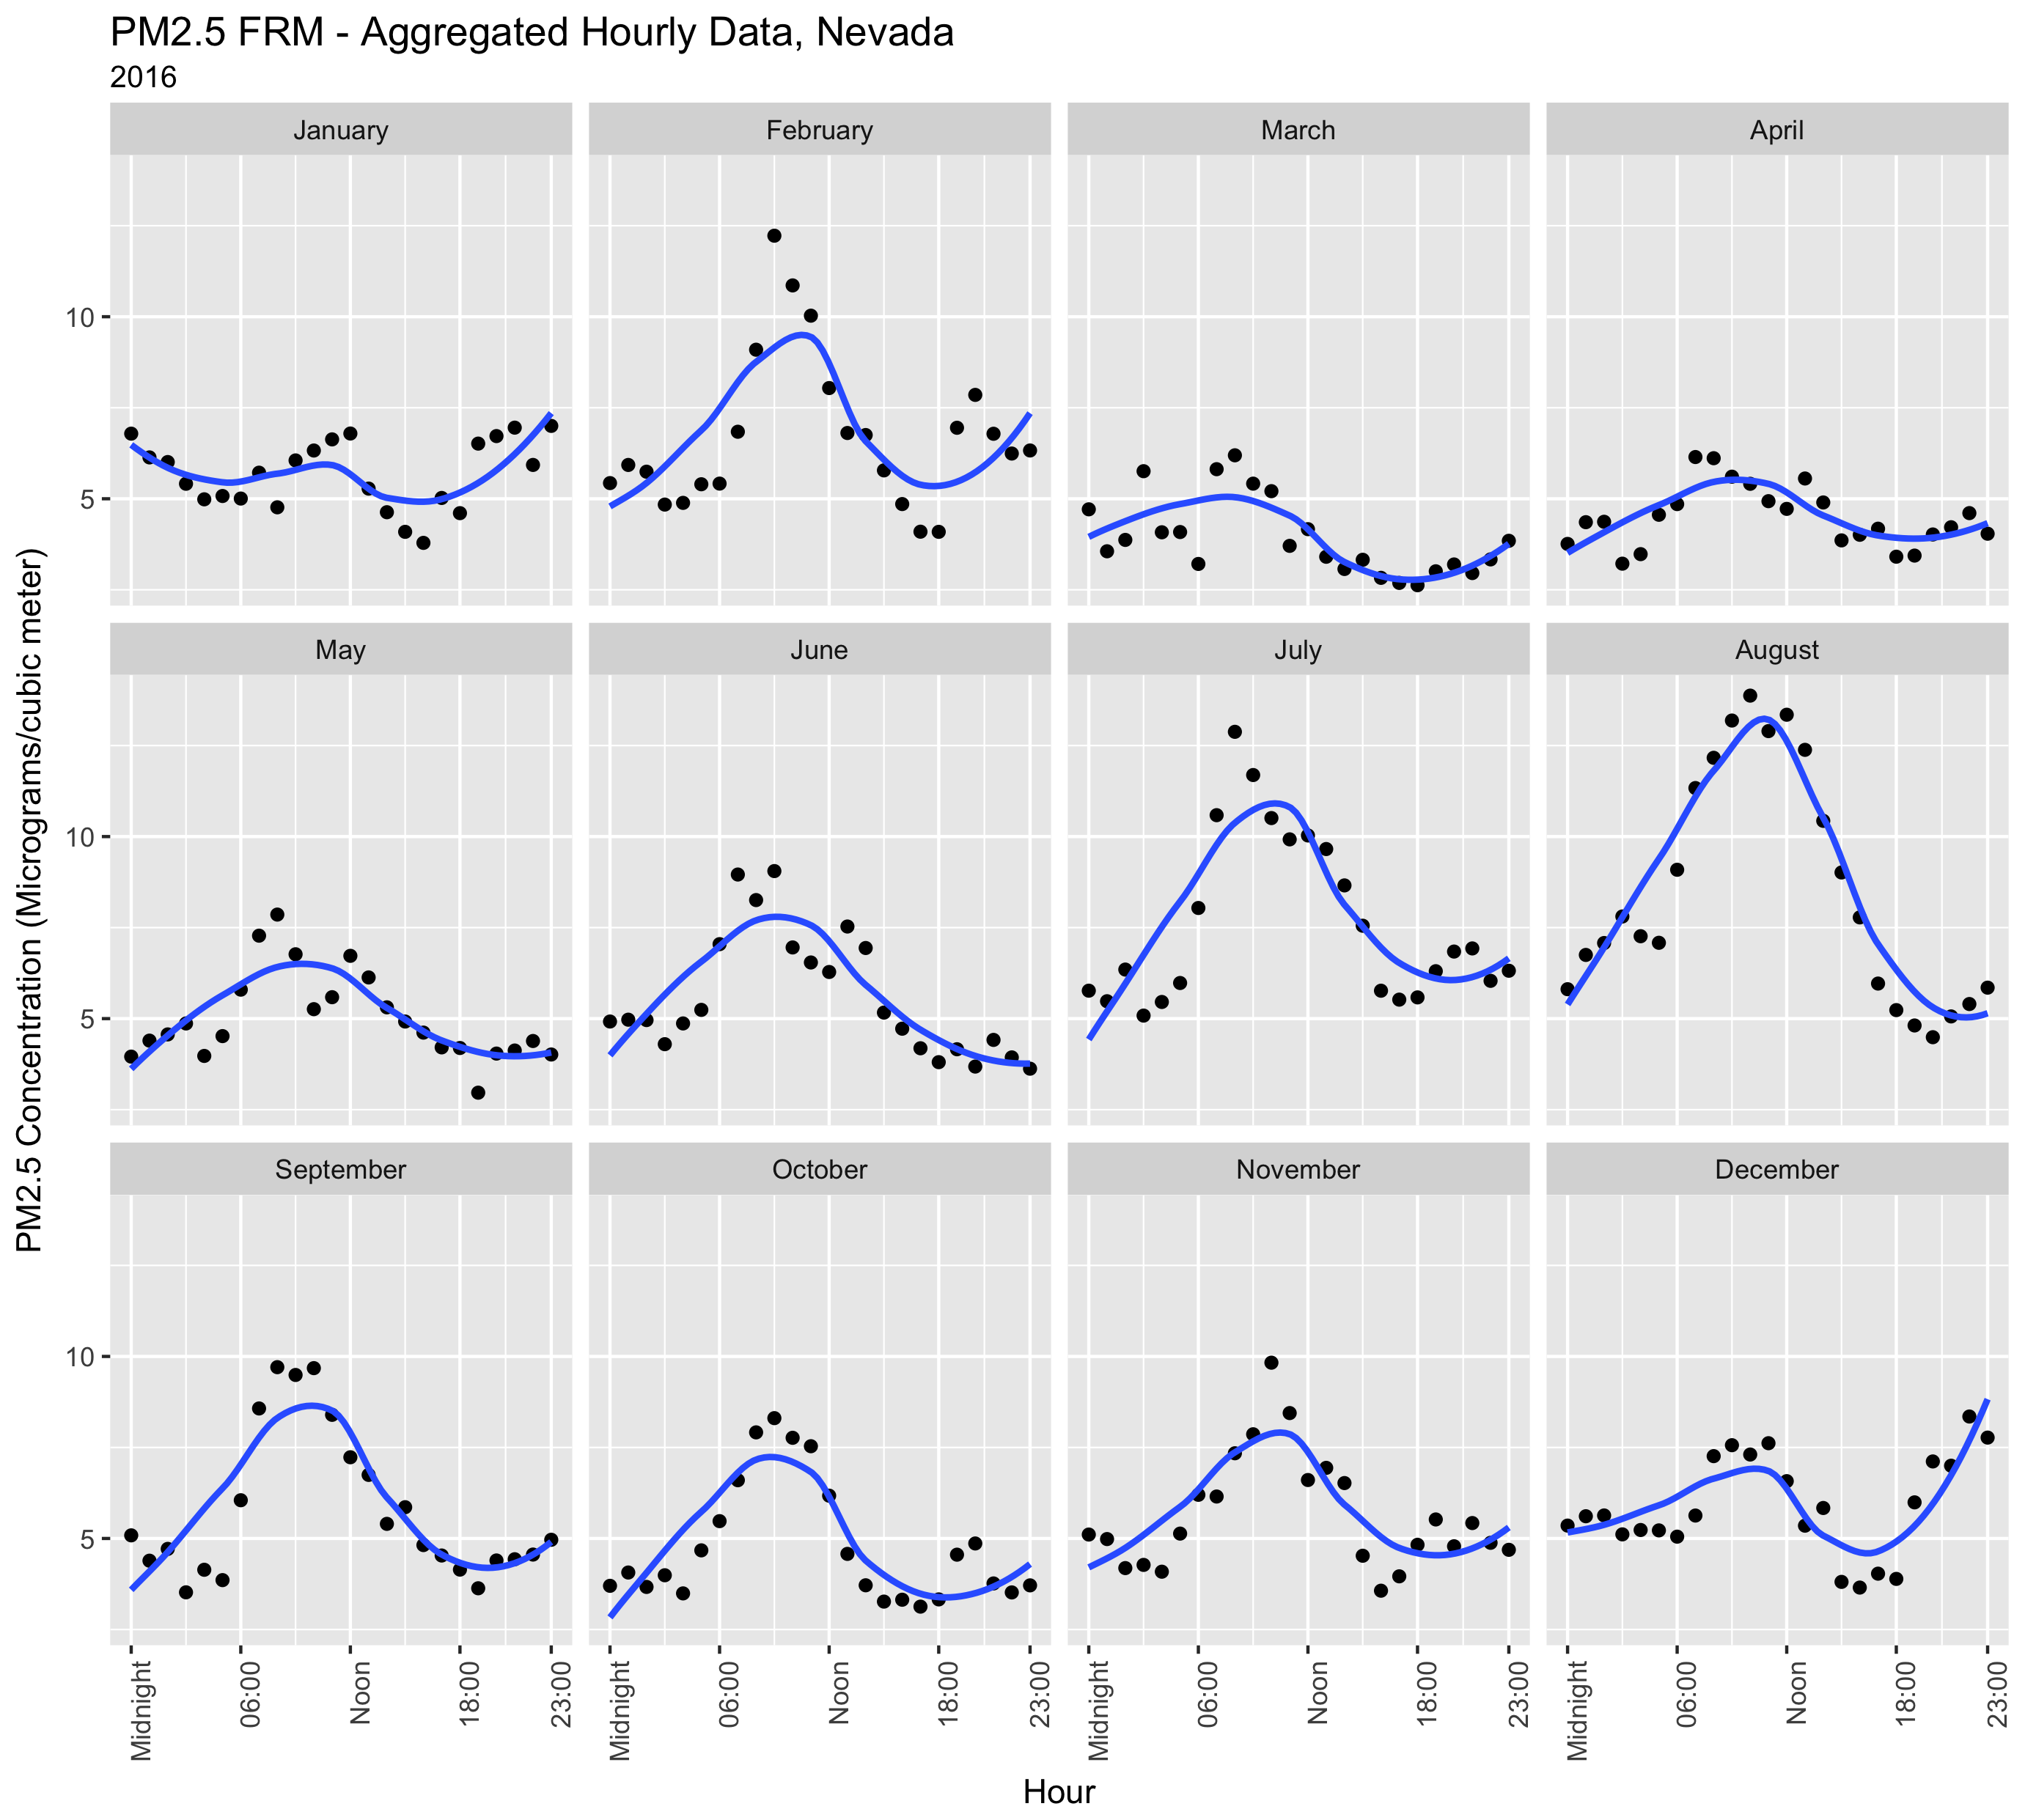 PM2.5 FRM - Aggregated Hourly Data, Nevada
2016
January
February
March
April
10
5
May
June
July
August
10
5
September
October
November
December
10
5
Midnight
06:00
Noon
18:00
23:00
Midnight
06:00
Noon
18:00
23:00
Midnight
06:00
Noon
18:00
23:00
Midnight
06:00
Noon
18:00
23:00
Hour
PM2.5 Concentration (Micrograms/cubic meter)